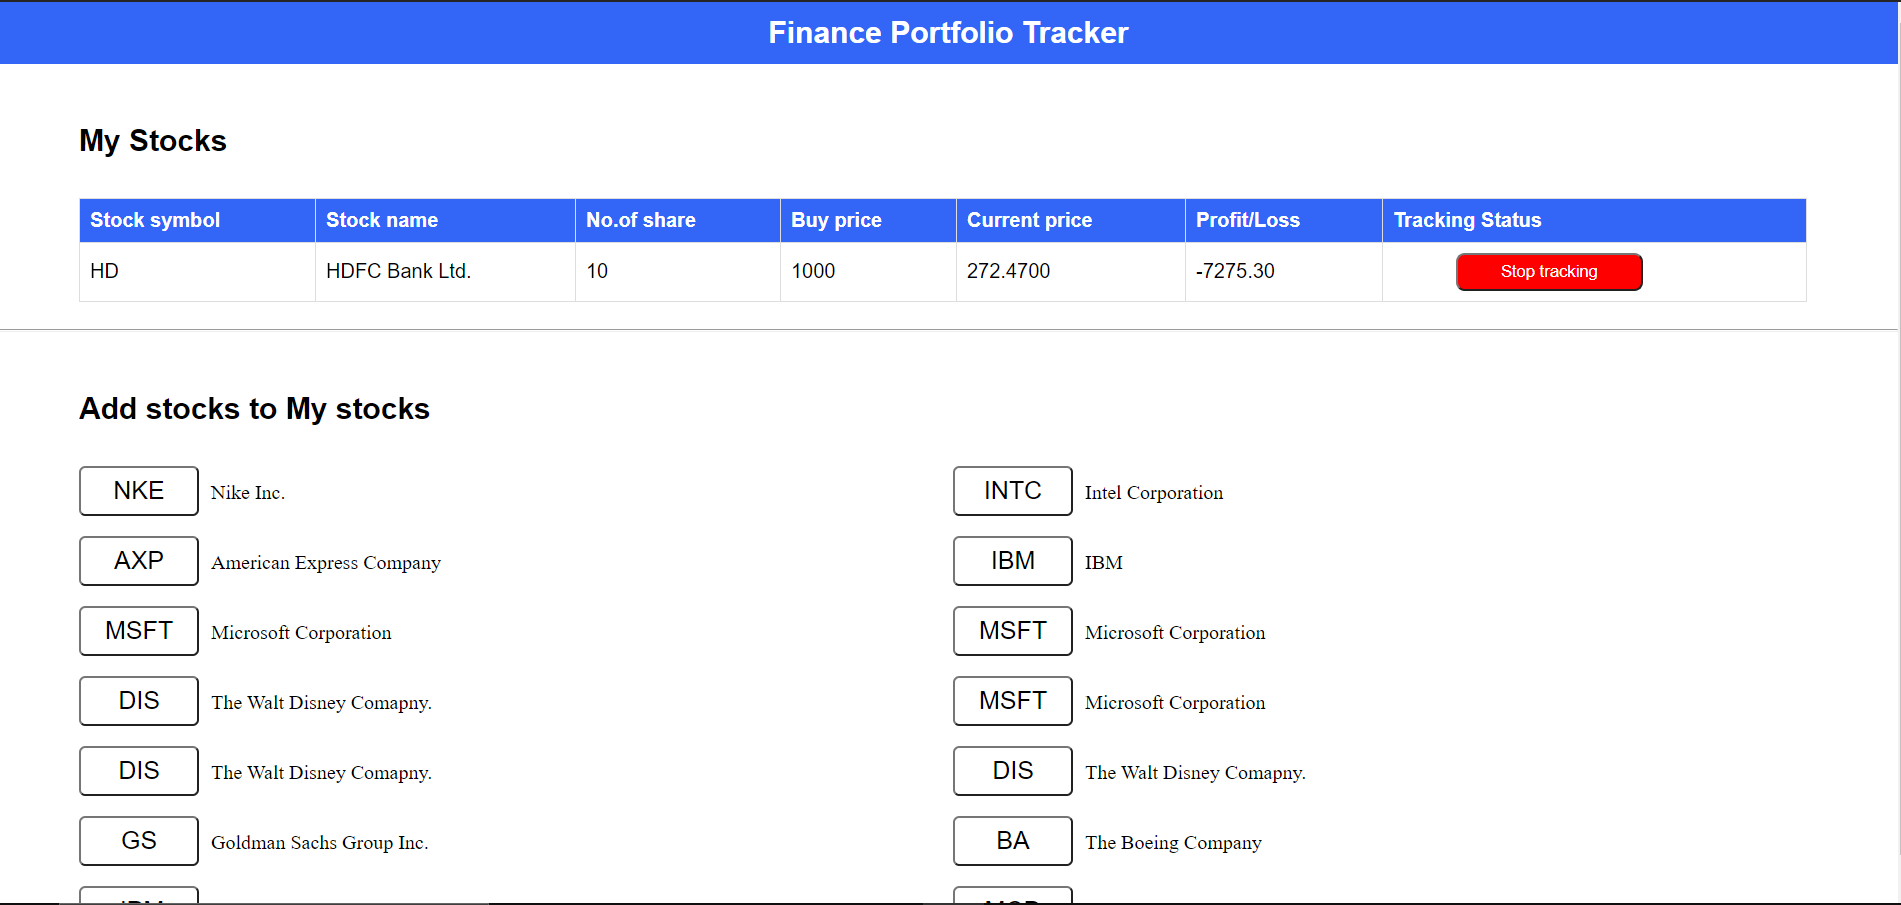 Finance Portfolio Tracker
My Stocks
Stock symbol Stock name No.of share Buy price Current price Profit/Loss Tracking Status
HD HDFC Bank Ltd. 10 1000 272.4700 -7275.30 Stop tracking
Add stocks to My stocks
NKE Nike Inc. INTC Intel Corporation
AXP American Express Company IBM IBM
MSFT Microsoft Corporation MSFT Microsoft Corporation
DIS The Walt Disney Comapny. MSFT Microsoft Corporation
DIS The Walt Disney Comapny. DIS The Walt Disney Comapny.
GS Goldman Sachs Group Inc. BA The Boeing Company